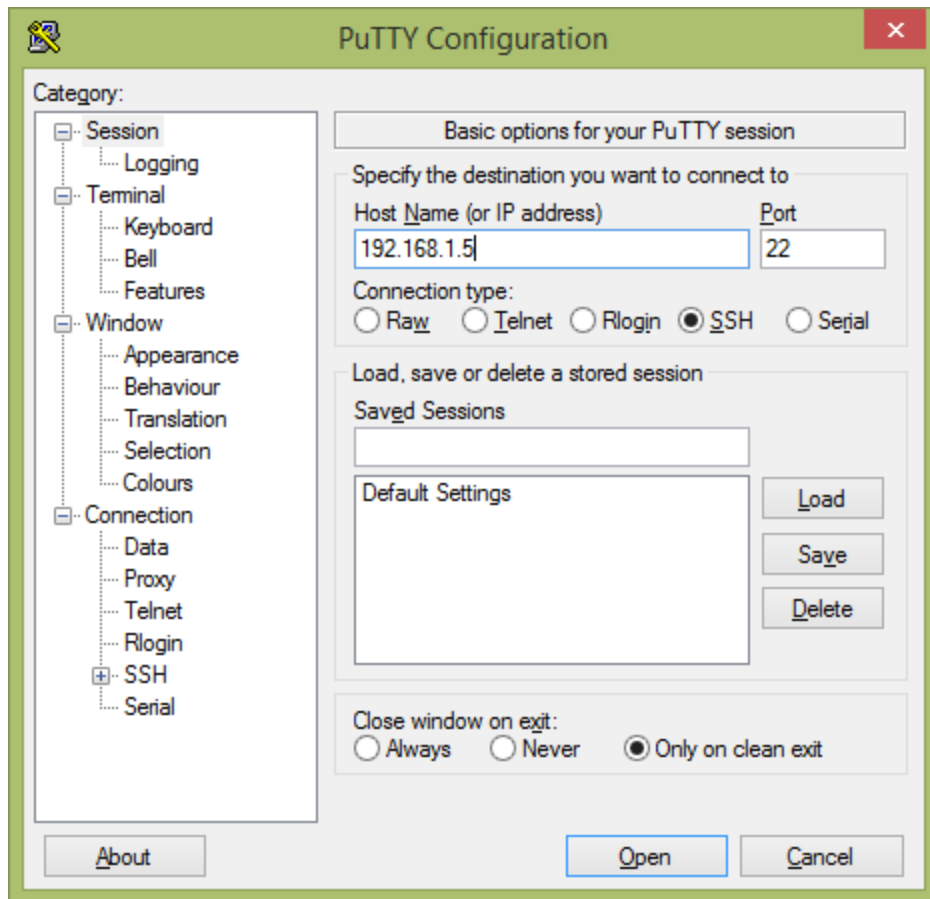 PuTTY Configuration
Category:
Session
Logging
Terminal
Keyboard
Bell
Features
Window
Appearance
Behaviour
Translation
Selection
Colours
Connection
Data
Proxy
Telnet
Rlogin
SSH
Serial
Basic options for your PuTTY session
Specify the destination you want to connect to
Host Name (or IP address) Port
192.168.1.5 22
Connection type:
Raw Telnet Rlogin SSH Serial
Load, save or delete a stored session
Saved Sessions
Default Settings
Load
Save
Delete
Close window on exit:
Always Never Only on clean exit
About Open Cancel